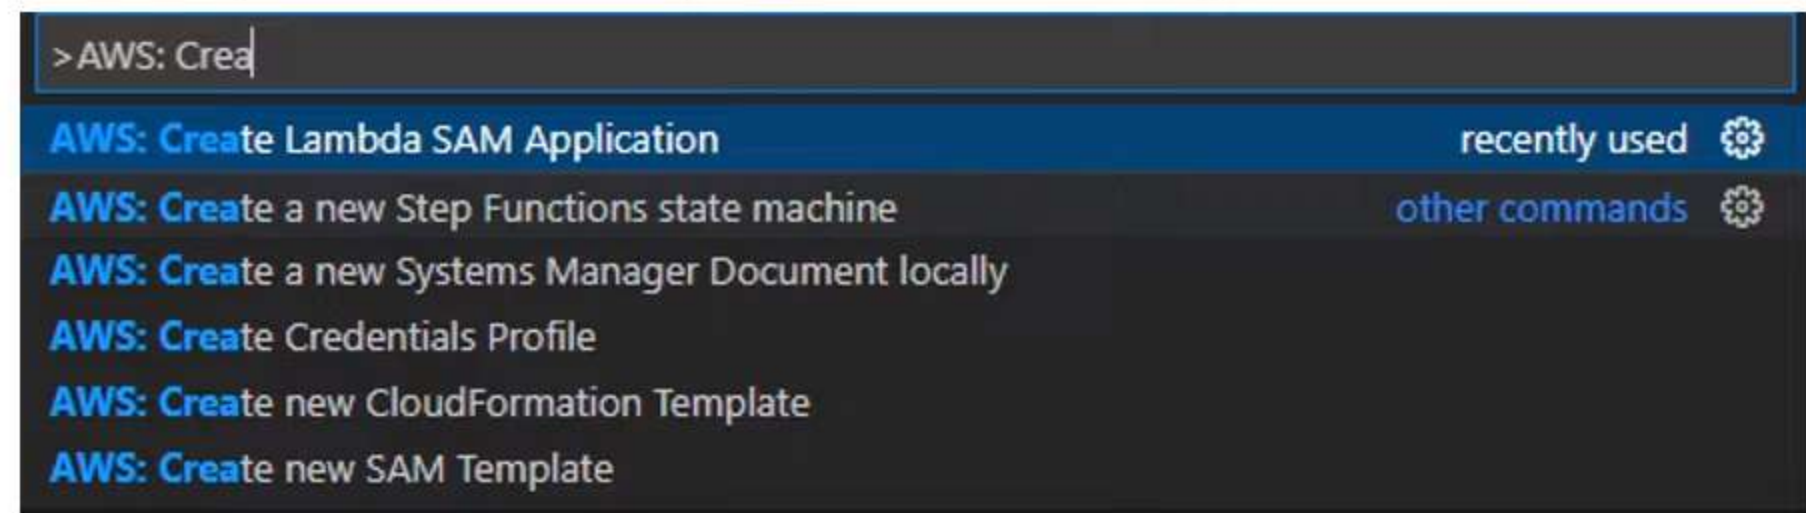 >AWS: Crea
AWS: Create Lambda SAM Application recently used
AWS: Create a new Step Functions state machine other commands
AWS: Create a new Systems Manager Document locally
AWS: Create Credentials Profile
AWS: Create new CloudFormation Template
AWS: Create new SAM Template